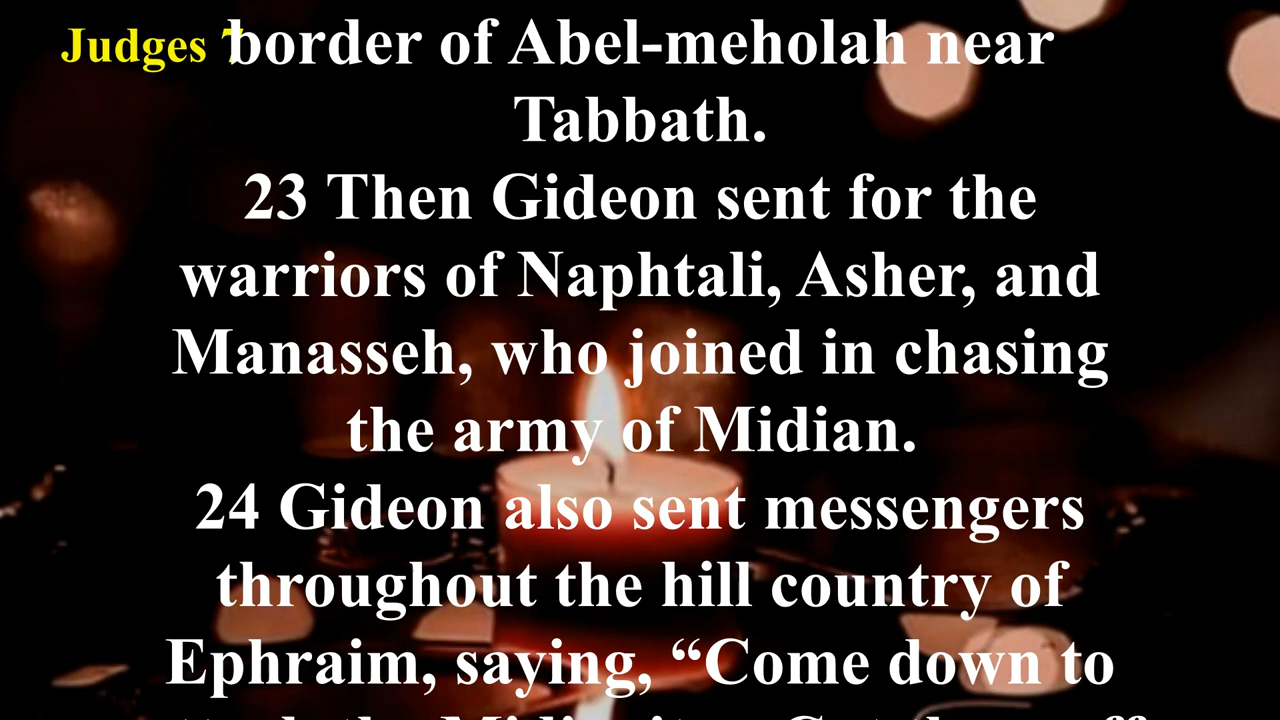 Judges 7
border of Abel-meholah near
Tabbath.
23 Then Gideon sent for the
warriors of Naphtali, Asher, and
Manasseh, who joined in chasing
the army of Midian.
24 Gideon also sent messengers
throughout the hill country of
Ephraim, saying, “Come down to